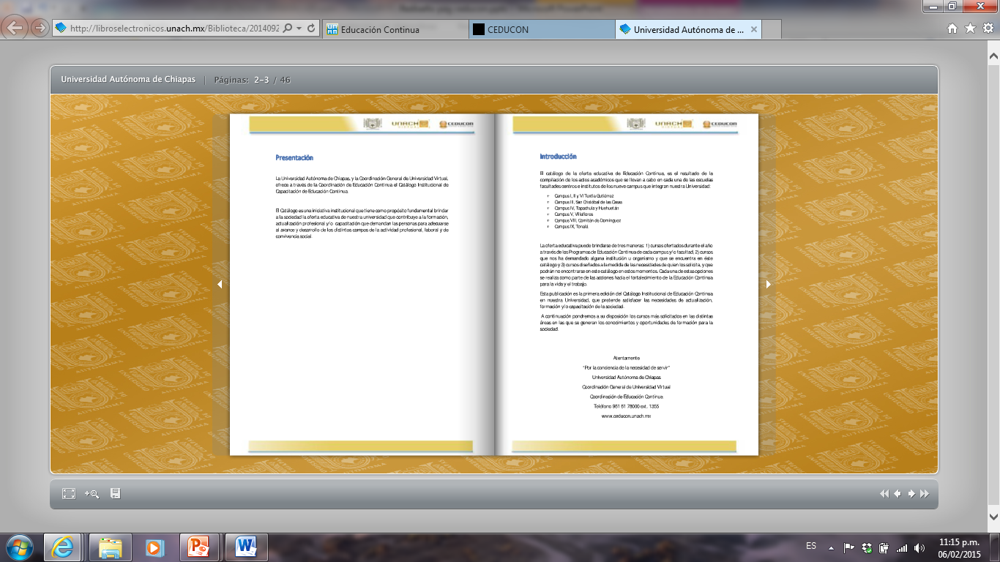 http://libroselectronicos.unach.mx/Biblioteca/2014092
Educación Continua
CEDUCON
Universidad Autónoma de ...
Universidad Autónoma de Chiapas | Páginas: 2-3 / 46
UNACH CEDUCON
Presentación
La Universidad Autónoma de Chiapas, y la Coordinación General de Universidad Virtual,
ofrece a través de la Coordinación de Educación Continua el Catálogo Institucional de
Capacitación de Educación Continua.
El Catálogo es una iniciativa institucional que tiene como propósito fundamental brindar
a la sociedad la oferta educativa de nuestra universidad que contribuye a la formación,
actualización profesional y/o capacitación que demandan las personas para adecuarse
al avance y desarrollo de los distintos campos de la actividad profesional, laboral y de
convivencia social.
UNACH CEDUCON
Introducción
El catálogo de la oferta educativa de Educación Continua, es el resultado de la
compilación de los actos académicos que se llevan a cabo en cada una de las escuelas
facultades centros e institutos de los nueve campus que integran nuestra Universidad:
Campus I, II y VI Tuxtla Gutiérrez
Campus III, San Cristóbal de las Casas
Campus IV, Tapachula y Huehuetán
Campus V, Villaflores
Campus VIII, Comitán de Domínguez
Campus IX, Tonalá
La oferta educativa puede brindarse de tres maneras: 1) cursos ofertados durante el año
a través de los Programas de Educación Continua de cada campus y/o facultad, 2) cursos
que nos ha demandado alguna institución u organismo y que se encuentra en éste
catálogo y 3) cursos diseñados a la medida de las necesidades de quien los solicita, y que
podrán no encontrarse en este catálogo en estos momentos. Cada una de estas opciones
se realiza como parte de las acciones hacia el fortalecimiento de la Educación Continua
para la vida y el trabajo.
Esta publicación es la primera edición del Catálogo Institucional de Educación Continua
en nuestra Universidad, que pretende satisfacer las necesidades de actualización,
formación y/o capacitación de la sociedad.
A continuación pondremos a su disposición los cursos más solicitados en las distintas
áreas en las que se generan los conocimientos y oportunidades de formación para la
sociedad.
Atentamente
"Por la conciencia de la necesidad de servir"
Universidad Autónoma de Chiapas
Coordinación General de Universidad Virtual
Coordinación de Educación Continua
Teléfono 961 61 78000 ext. 1355
www.ceducon.unach.mx
ES
11:15 p.m.
06/02/2015